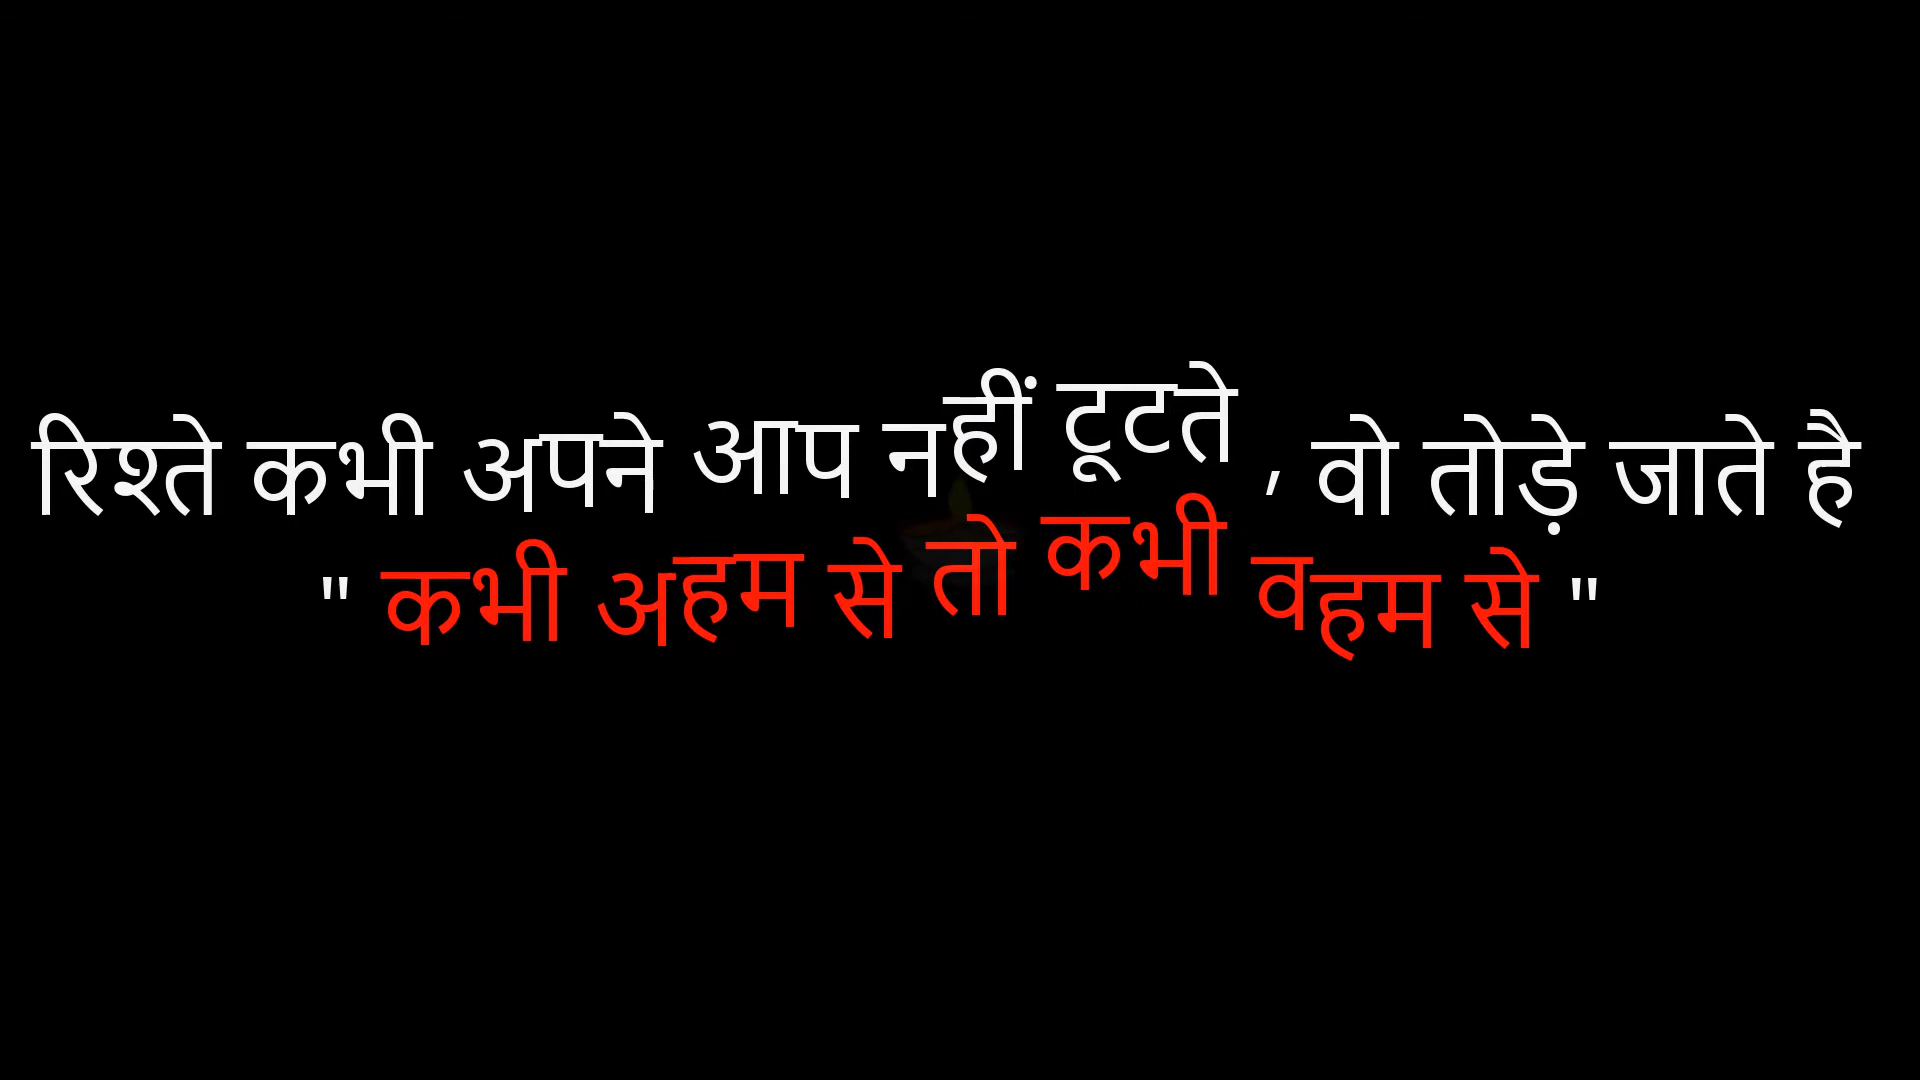 रिश्ते कभी अपने आप नहीं टूटते , वो तोड़े जाते है
" कभी अहम से तो कभी वहम से "